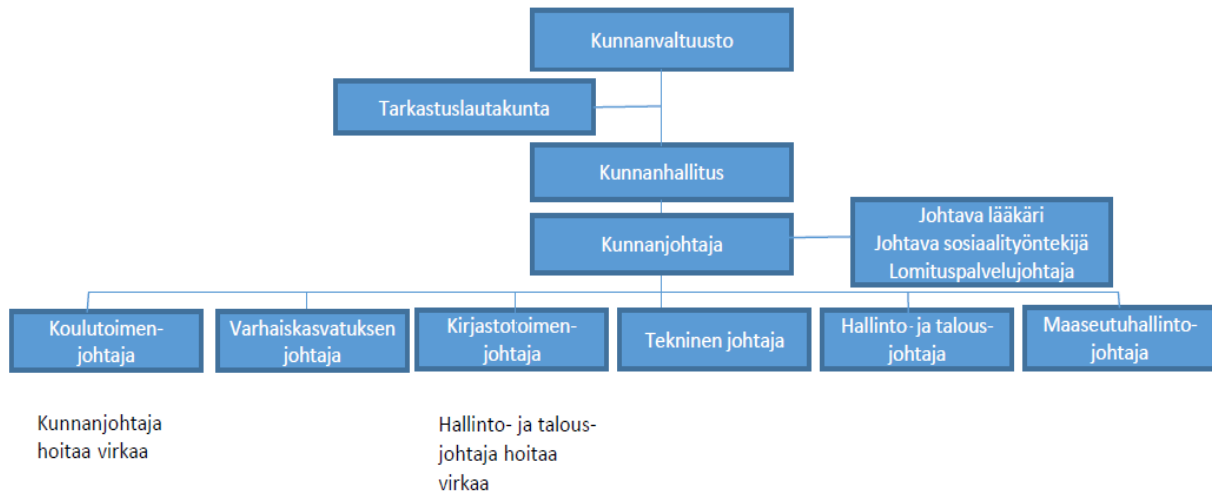 Kunnanvaltuusto
Tarkastuslautakunta
Kunnanhallitus
Kunnanjohtaja
Johtava lääkäri
Johtava sosiaalityöntekijä
Lomituspalvelujohtaja
Koulutoimen-
johtaja
Varhaiskasvatuksen
johtaja
Kirjastotoimen-
johtaja
Tekninen johtaja
Hallinto- ja talous-
johtaja
Maaseutuhallinto-
johtaja
Kunnanjohtaja
hoitaa virkaa
Hallinto- ja talous-
johtaja hoitaa
virkaa